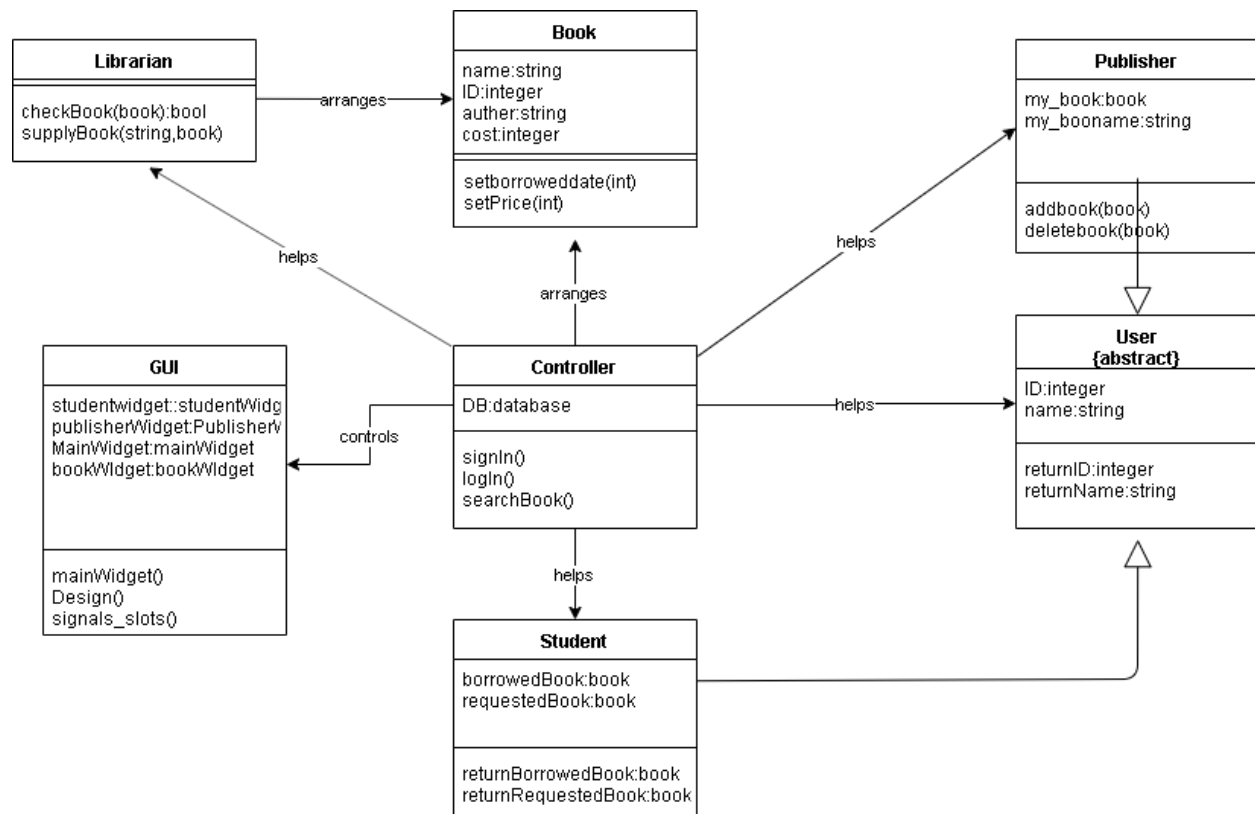 Librarian
checkBook(book):bool
supplyBook(string,book)
arranges
Book
name:string
ID:integer
auther:string
cost:integer
setborroweddate(int)
setPrice(int)
Publisher
my_book:book
my_booname:string
addbook(book)
deletebook(book)
helps
helps
arranges
GUI
studentwidget::studentWidg
publisherWidget:PublisherW
MainWidget:mainWidget
bookWIdget:bookWIdget
mainWidget()
Design()
signals_slots()
controls
Controller
DB:database
signIn()
logIn()
searchBook()
helps
User
{abstract}
ID:integer
name:string
returnID:integer
returnName:string
helps
Student
borrowedBook:book
requestedBook:book
returnBorrowedBook:book
returnRequestedBook:book